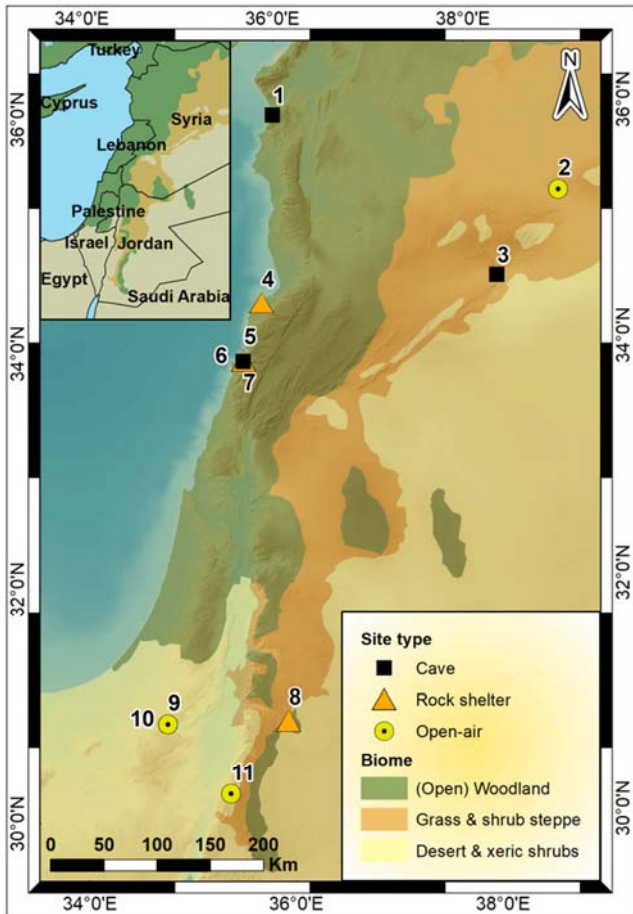 34°0'E 36°0'E 38°0'E
Turkey
Cyprus
Syria
Lebanon
Palestine
Israel
Jordan
Egypt
Saudi Arabia
N
1
2
3
4
5
6
7
8
9
10
11
36°0'N
36°0'N
34°0'N
34°0'N
32°0'N
32°0'N
30°0'N
30°0'N
Site type
Cave
Rock shelter
Open-air
Biome
(Open) Woodland
Grass & shrub steppe
Desert & xeric shrubs
0 50 100 150 200
Km
34°0'E 36°0'E 38°0'E